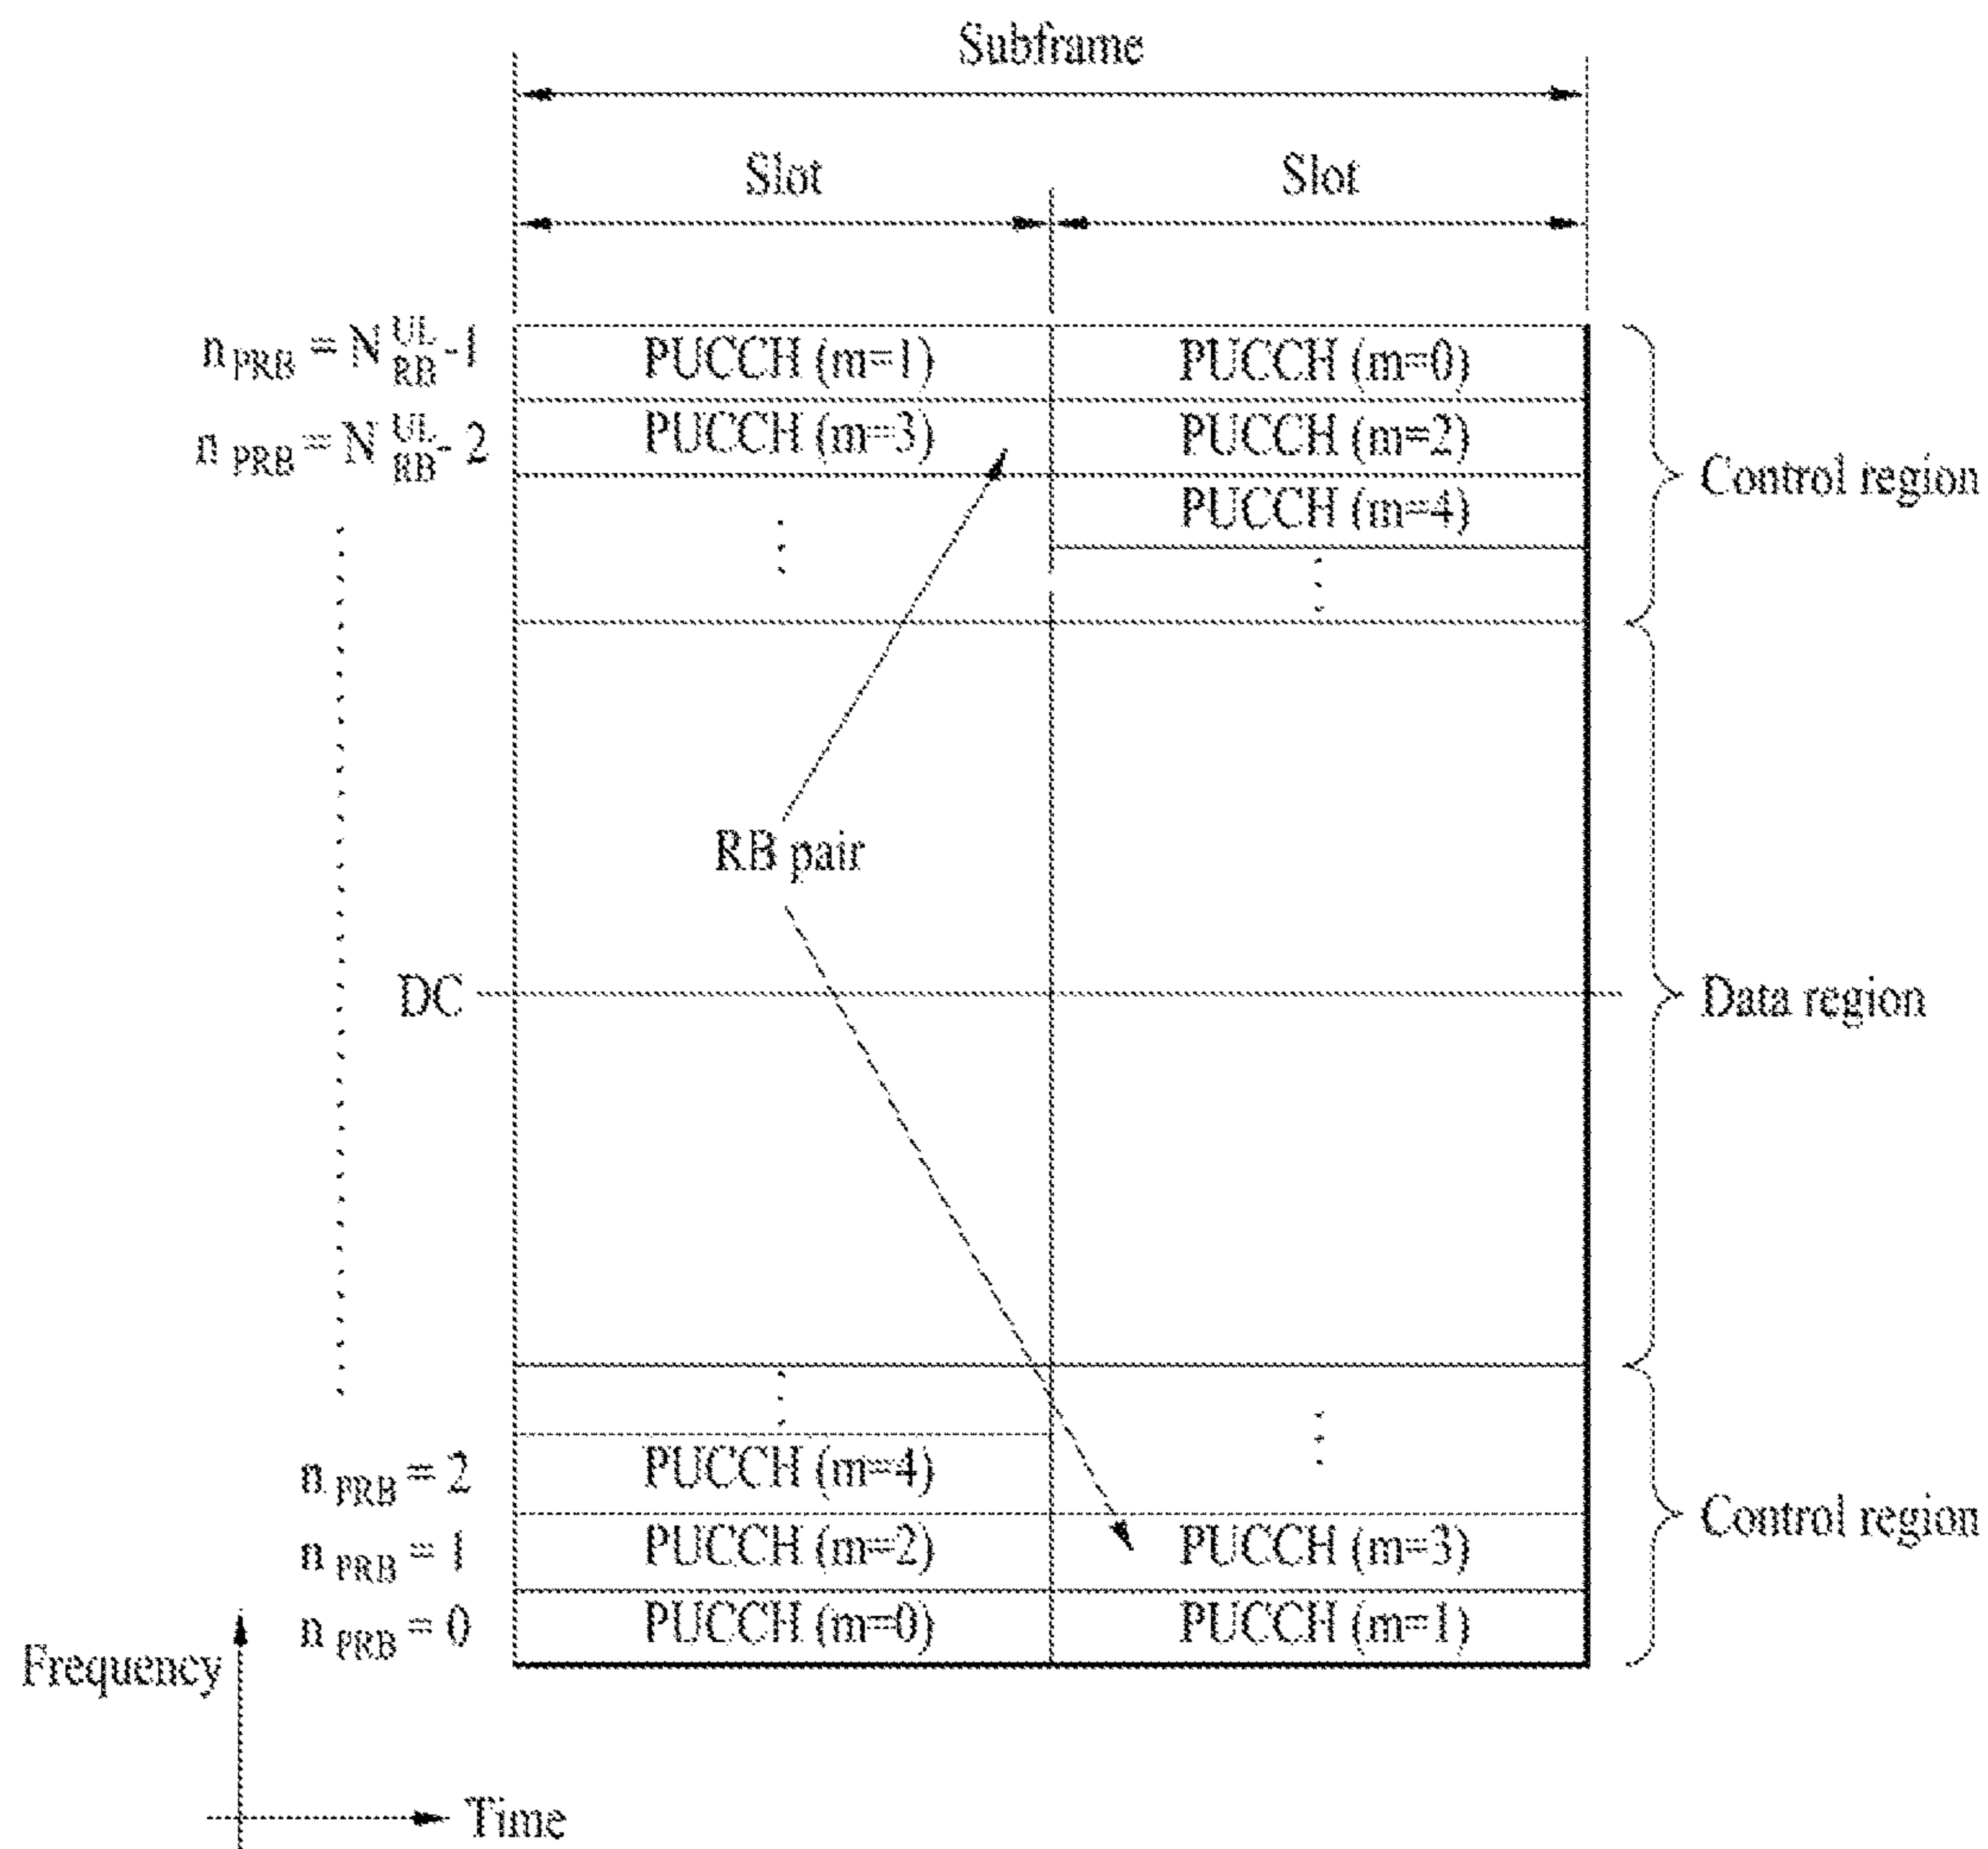 Subframe
Slot Slot
n PRB = N UL RB -1 PUCCH (m=1) PUCCH (m=0)
n PRB = N UL RB - 2 PUCCH (m=3) PUCCH (m=2)
Control region
PUCCH (m=4)
RB pair
DC
Data region
n PRB = 2 PUCCH (m=4)
Control region
n PRB = 1 PUCCH (m=2) PUCCH (m=3)
n PRB = 0 PUCCH (m=0) PUCCH (m=1)
Frequency
Time